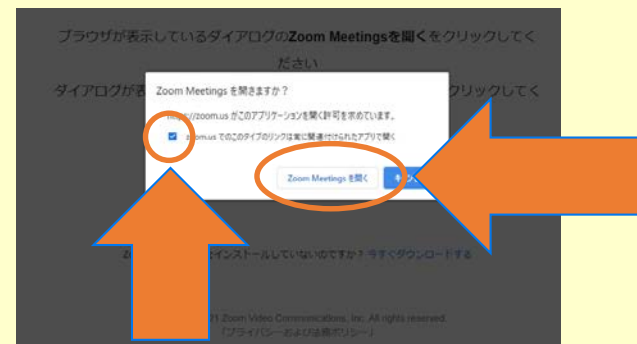 ブラウザが表示しているダイアログのZoom Meetingsを開くをクリックしてく
ださい
ダイアログが クリックしてく
Zoom Meetings を開きますか？
zoom.us がこのアプリケーションを開く許可を求めています。
zoom.us でのこのタイプのリンクは常に関連付けられたアプリで開く
Zoom Meetings を開く
インストールしていないのですか？ 今すぐダウンロードする
21 Zoom Video Communications, Inc. All rights reserved.
「プライバシーおよび法務ポリシー」